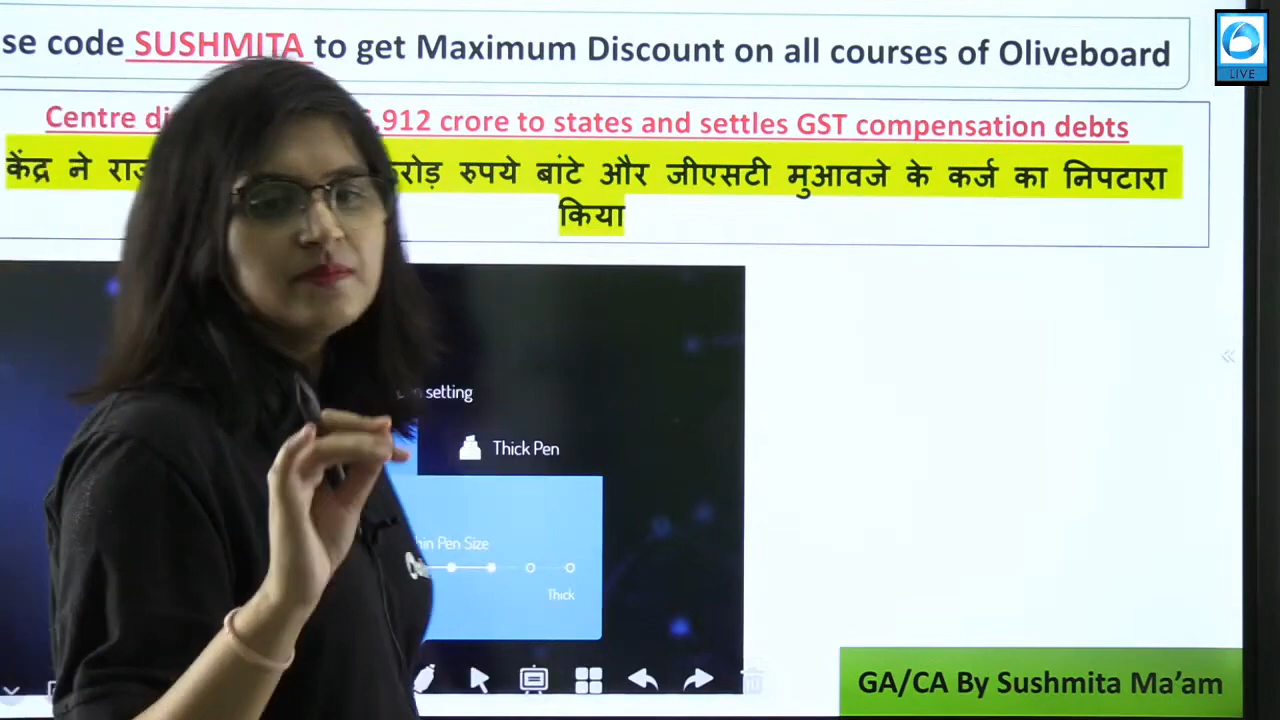 se code SUSHMITA to get Maximum Discount on all courses of Oliveboard
LIVE
Centre ,912 crore to states and settles GST compensation debts
केंद्र ने रुपये बांटे और जीएसटी मुआवजे के कर्ज का निपटारा
किया
setting
Thick Pen
Pen Size
Thick
GA/CA By Sushmita Ma'am